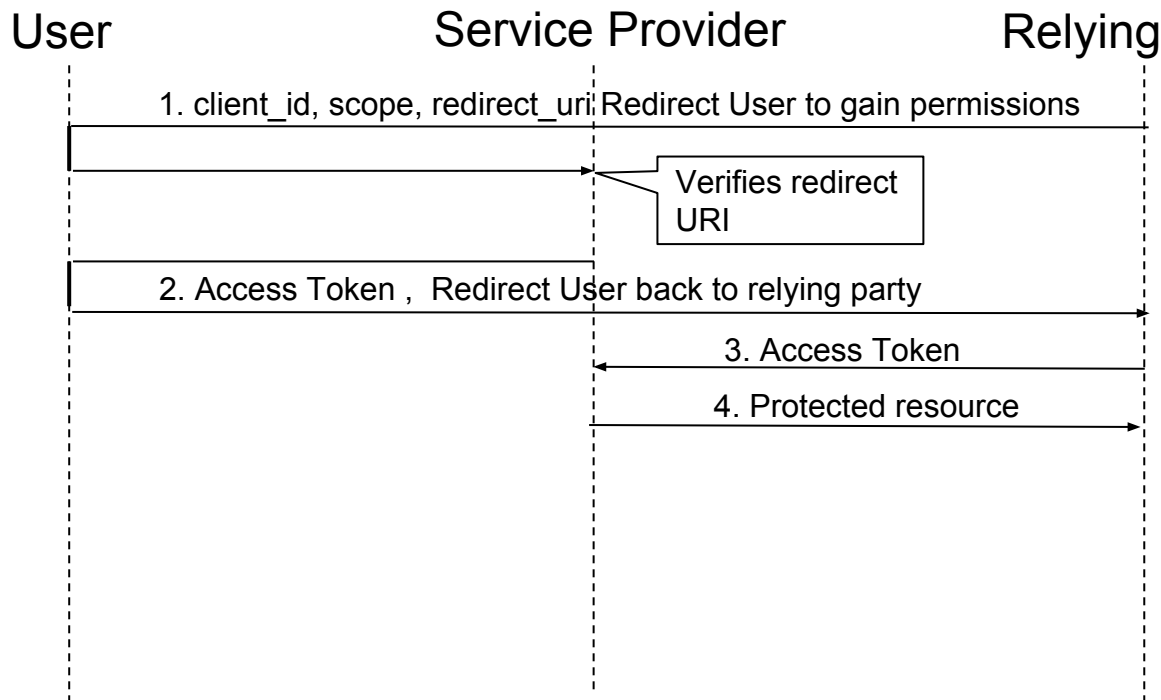 User
Service Provider
Relying
1. client_id, scope, redirect_uri Redirect User to gain permissions
Verifies redirect
URI
2. Access Token , Redirect User back to relying party
3. Access Token
4. Protected resource